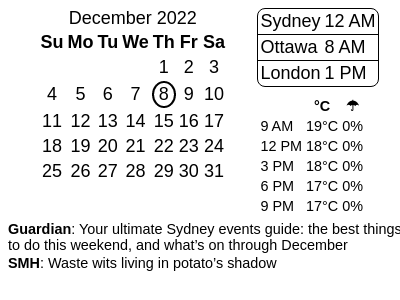 December 2022
Su Mo Tu We Th Fr Sa
1 2 3
4 5 6 7 8 9 10
11 12 13 14 15 16 17
18 19 20 21 22 23 24
25 26 27 28 29 30 31
Sydney 12 AM
Ottawa 8 AM
London 1 PM
°C ☂
9 AM 19°C 0%
12 PM 18°C 0%
3 PM 18°C 0%
6 PM 17°C 0%
9 PM 17°C 0%
Guardian: Your ultimate Sydney events guide: the best things
to do this weekend, and what’s on through December
SMH: Waste wits living in potato’s shadow